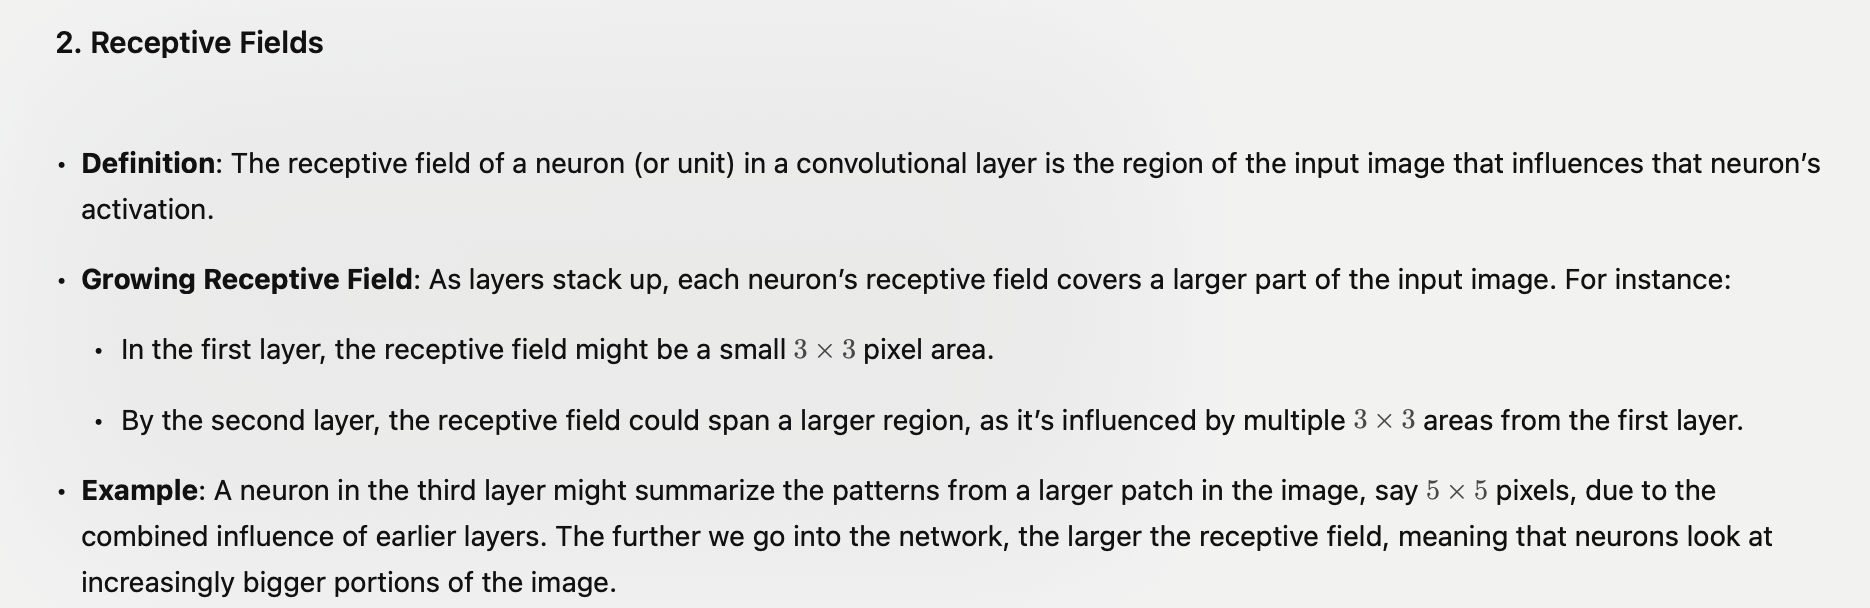 2. Receptive Fields
• Definition: The receptive field of a neuron (or unit) in a convolutional layer is the region of the input image that influences that neuron’s
activation.
• Growing Receptive Field: As layers stack up, each neuron’s receptive field covers a larger part of the input image. For instance:
• In the first layer, the receptive field might be a small 3 × 3 pixel area.
• By the second layer, the receptive field could span a larger region, as it’s influenced by multiple 3 × 3 areas from the first layer.
• Example: A neuron in the third layer might summarize the patterns from a larger patch in the image, say 5 × 5 pixels, due to the
combined influence of earlier layers. The further we go into the network, the larger the receptive field, meaning that neurons look at
increasingly bigger portions of the image.